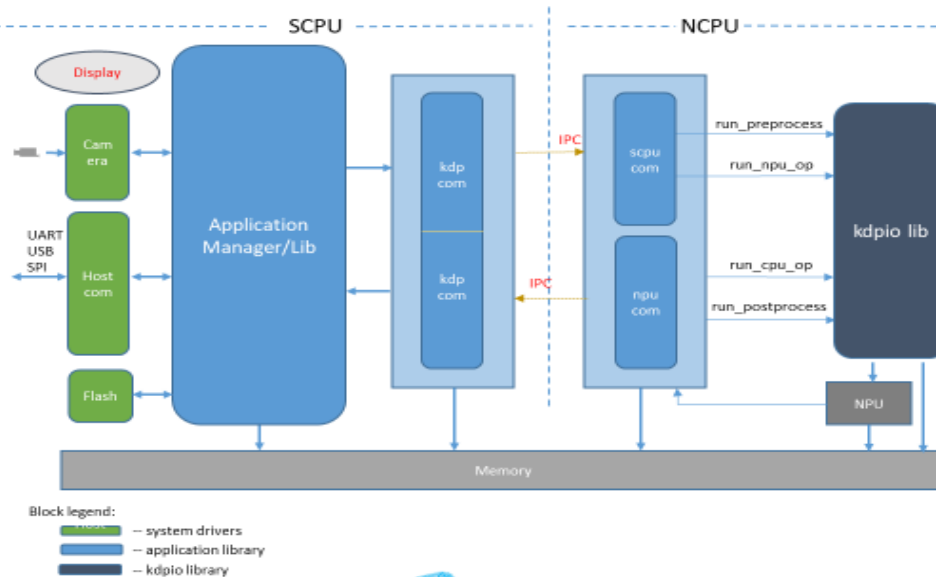 SCPU
NCPU
Display
Cam
era
UART
USB
SPI
Host
com
Flash
Application
Manager/Lib
kdp
com
kdp
com
IPC
IPC
scpu
com
npu
com
run_preprocess
run_npu_op
run_cpu_op
run_postprocess
kdpio lib
NPU
Memory
Block legend:
-- system drivers
-- application library
-- kdpio library